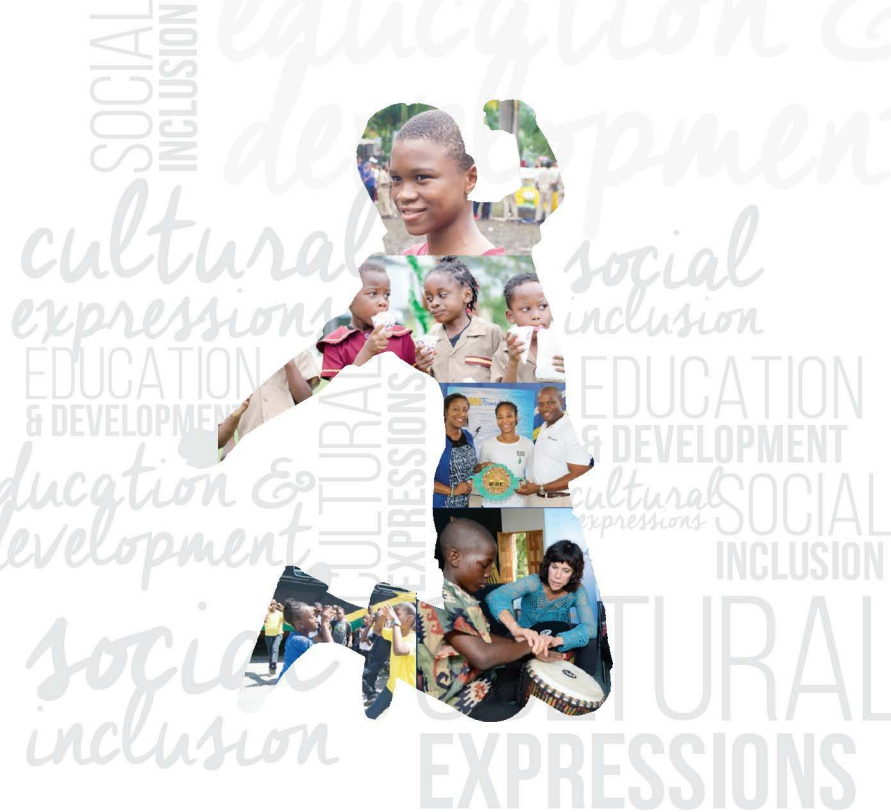 SOCIAL
INCLUSION
education &
development
cultural
expressions
social
inclusion
EDUCATION
& DEVELOPMENT
EDUCATION
& DEVELOPMENT
CULTURAL
EXPRESSIONS
education &
development
cultural
expressions
SOCIAL
INCLUSION
social
inclusion
CULTURAL
EXPRESSIONS